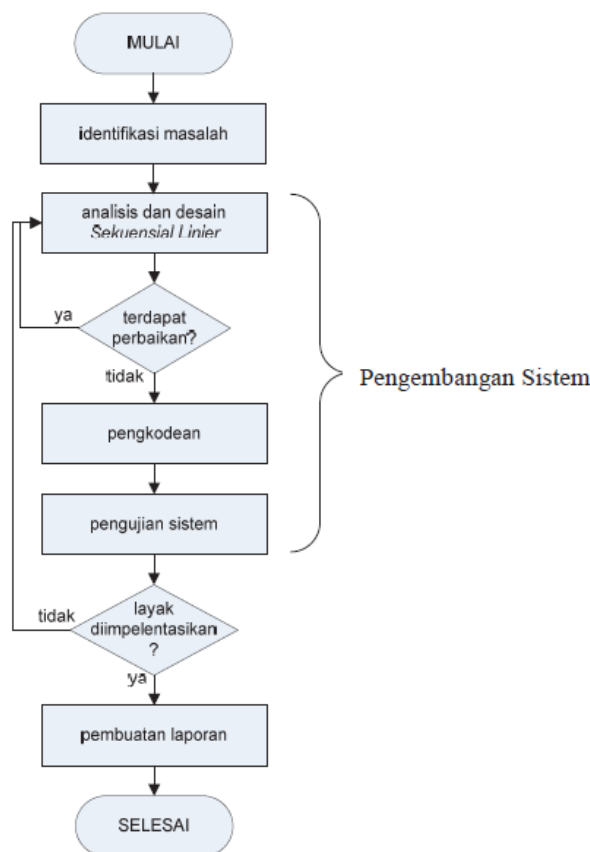 MULAI
identifikasi masalah
analisis dan desain
Sekuensial Linier
ya
terdapat
perbaikan?
tidak
Pengembangan Sistem
pengkodean
pengujian sistem
tidak
layak
diimpelentasikan
?
ya
pembuatan laporan
SELESAI